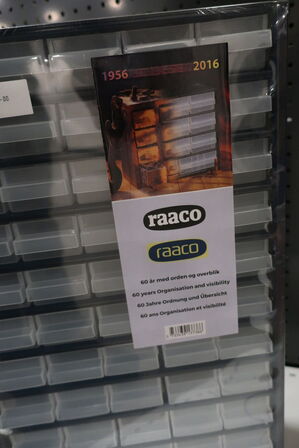 1956 2016
raaco
raaco
60 år med orden og overblik
60 years Organisation and visibility
60 Jahre Ordnung und Übersicht
60 ans Organisation et visibilité